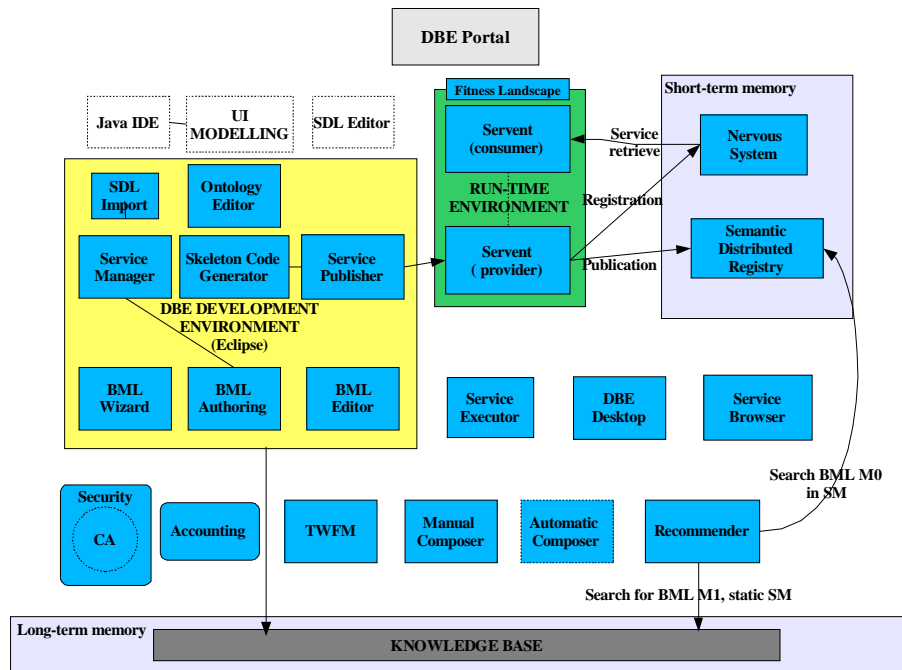 DBE Portal
Fitness Landscape
Short-term memory
Java IDE
UI
MODELLING
SDL Editor
Servent
(consumer)
Service
retrieve
Nervous
System
SDL
Import
Ontology
Editor
RUN-TIME
ENVIRONMENT
Registration
Service
Manager
Skeleton Code
Generator
Service
Publisher
Servent
( provider)
Publication
Semantic
Distributed
Registry
DBE DEVELOPMENT
ENVIRONMENT
(Eclipse)
BML
Wizard
BML
Authoring
BML
Editor
Service
Executor
DBE
Desktop
Service
Browser
Search BML M0
in SM
Security
CA
Accounting
TWFM
Manual
Composer
Automatic
Composer
Recommender
Search for BML M1, static SM
Long-term memory
KNOWLEDGE BASE